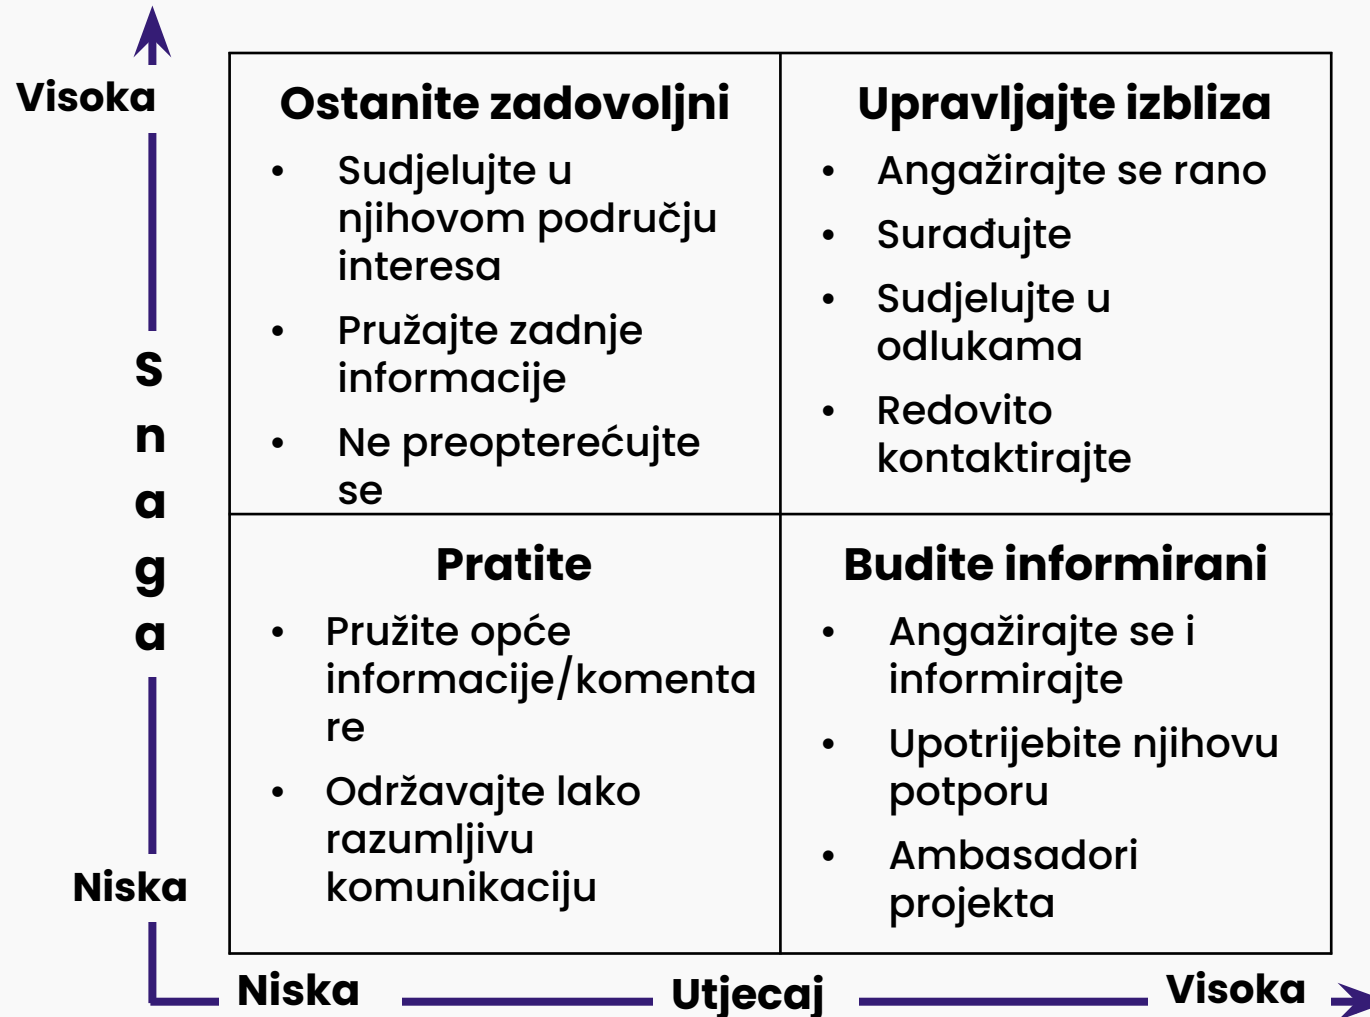 Visoka
Ostanite zadovoljni
• Sudjelujte u
njihovom području
interesa
• Pružajte zadnje
informacije
• Ne preopterećujte
se
Upravljajte izbliza
• Angažirajte se rano
• Surađujte
• Sudjelujte u
odlukama
• Redovito
kontaktirajte
S
n
a
g
a
Pratite
• Pružite opće
informacije/komenta
re
• Održavajte lako
razumljivu
komunikaciju
Budite informirani
• Angažirajte se i
informirajte
• Upotrijebite njihovu
potporu
• Ambasadori
projekta
Niska
Niska
Utjecaj
Visoka